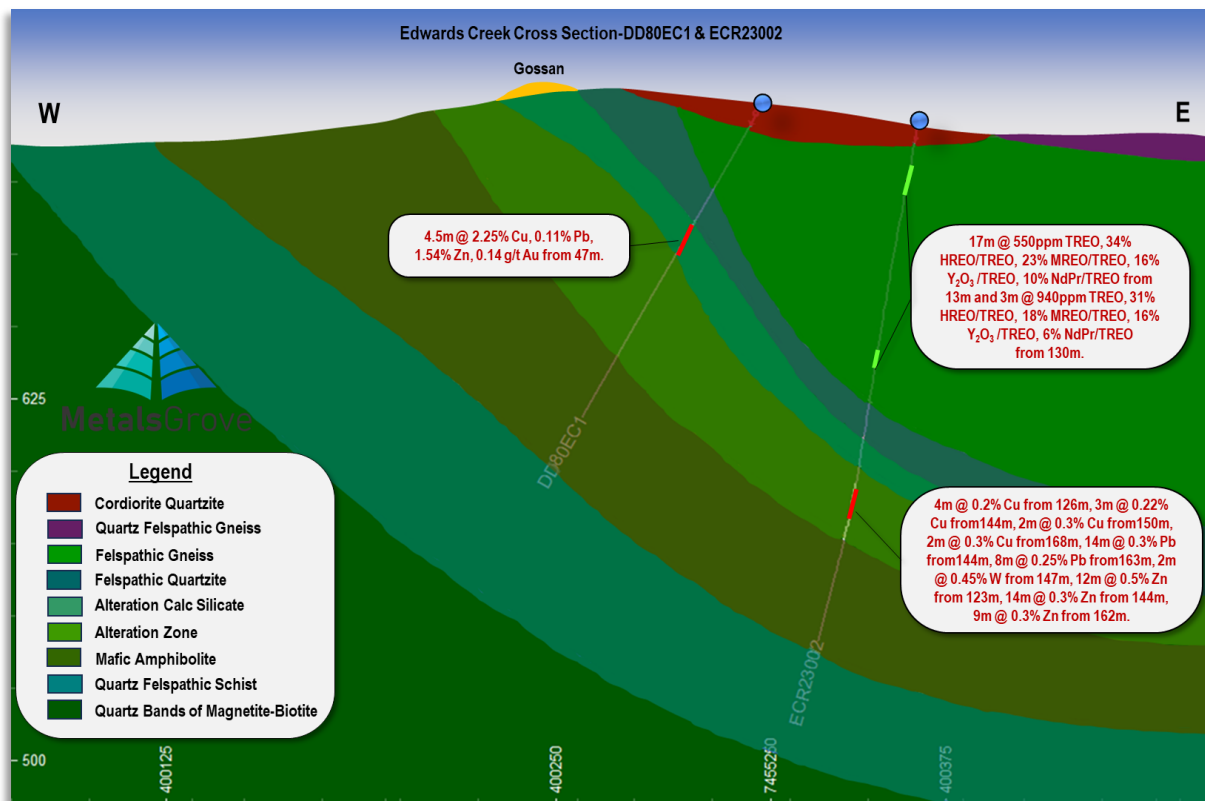 Edwards Creek Cross Section-DD80EC1 & ECR23002
Gossan
W
E
4.5m @ 2.25% Cu, 0.11% Pb,
1.54% Zn, 0.14 g/t Au from 47m.
17m @ 550ppm TREO, 34%
HREO/TREO, 23% MREO/TREO, 16%
Y₂O₃ /TREO, 10% NdPr/TREO from
13m and 3m @ 940ppm TREO, 31%
HREO/TREO, 18% MREO/TREO, 16%
Y₂O₃ /TREO, 6% NdPr/TREO
from 130m.
625
MetalsGrove
DD80EC1
Legend
Cordiorite Quartzite
Quartz Felspathic Gneiss
Felspathic Gneiss
Felspathic Quartzite
Alteration Calc Silicate
Alteration Zone
Mafic Amphibolite
Quartz Felspathic Schist
Quartz Bands of Magnetite-Biotite
4m @ 0.2% Cu from 126m, 3m @ 0.22%
Cu from144m, 2m @ 0.3% Cu from150m,
2m @ 0.3% Cu from168m, 14m @ 0.3% Pb
from144m, 8m @ 0.25% Pb from163m, 2m
@ 0.45% W from 147m, 12m @ 0.5% Zn
from 123m, 14m @ 0.3% Zn from 144m,
9m @ 0.3% Zn from 162m.
ECR23002
500
400125
400250
7455250
400375